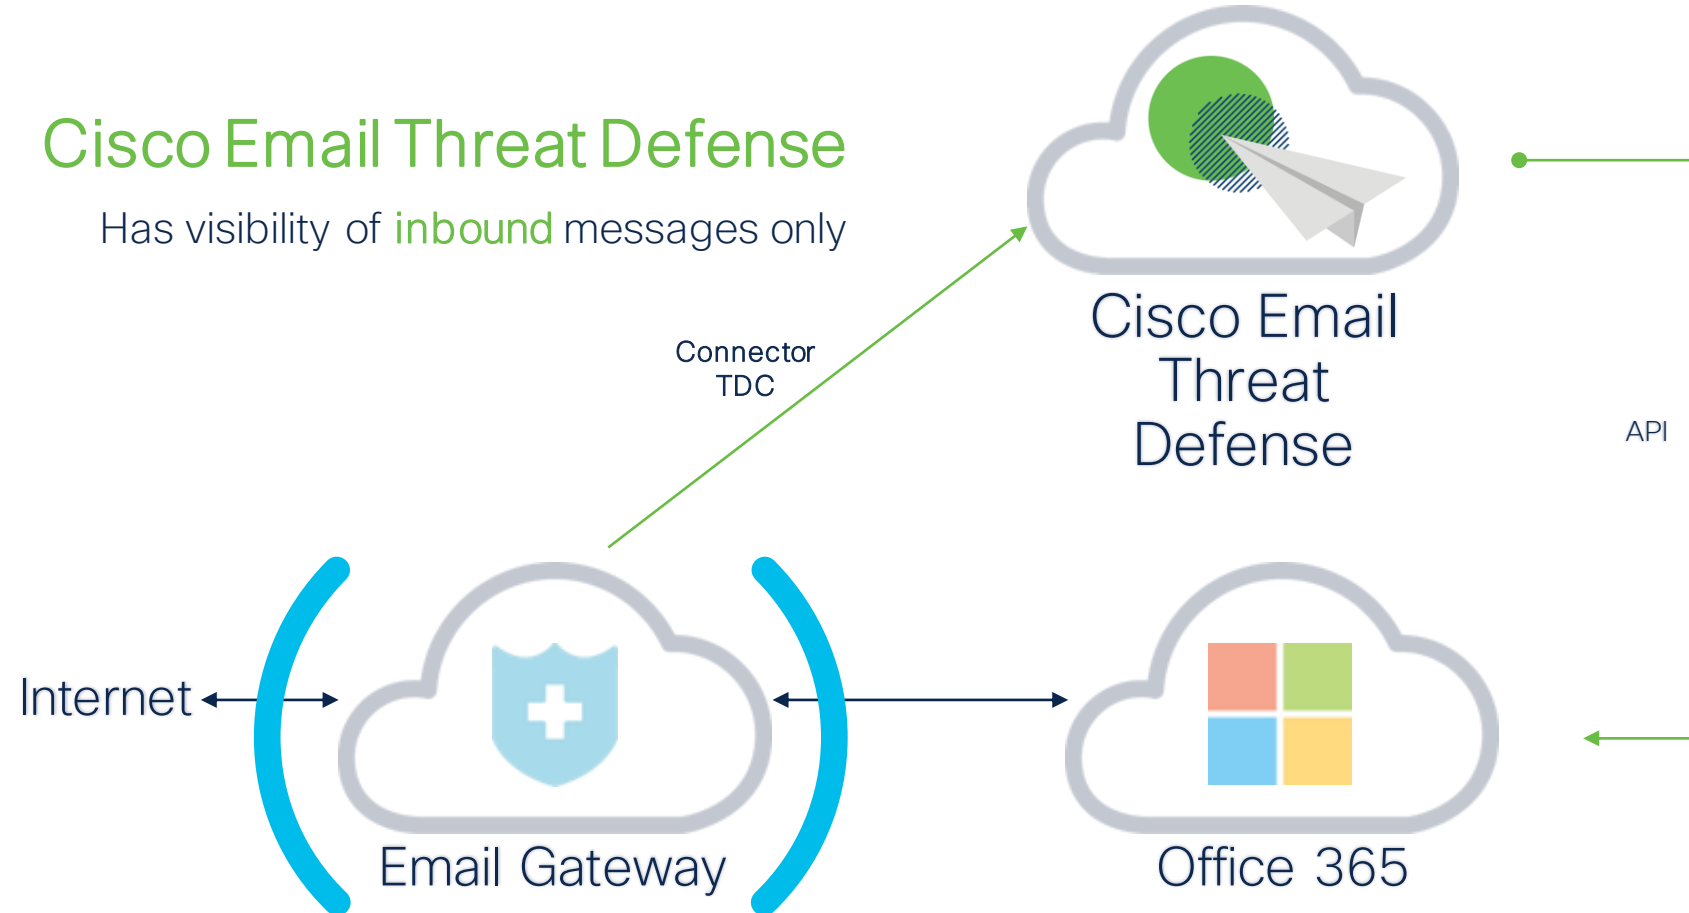 Cisco Email Threat Defense
Has visibility of inbound messages only
Connector
TDC
Cisco Email
Threat
Defense
API
Internet
Email Gateway
Office 365